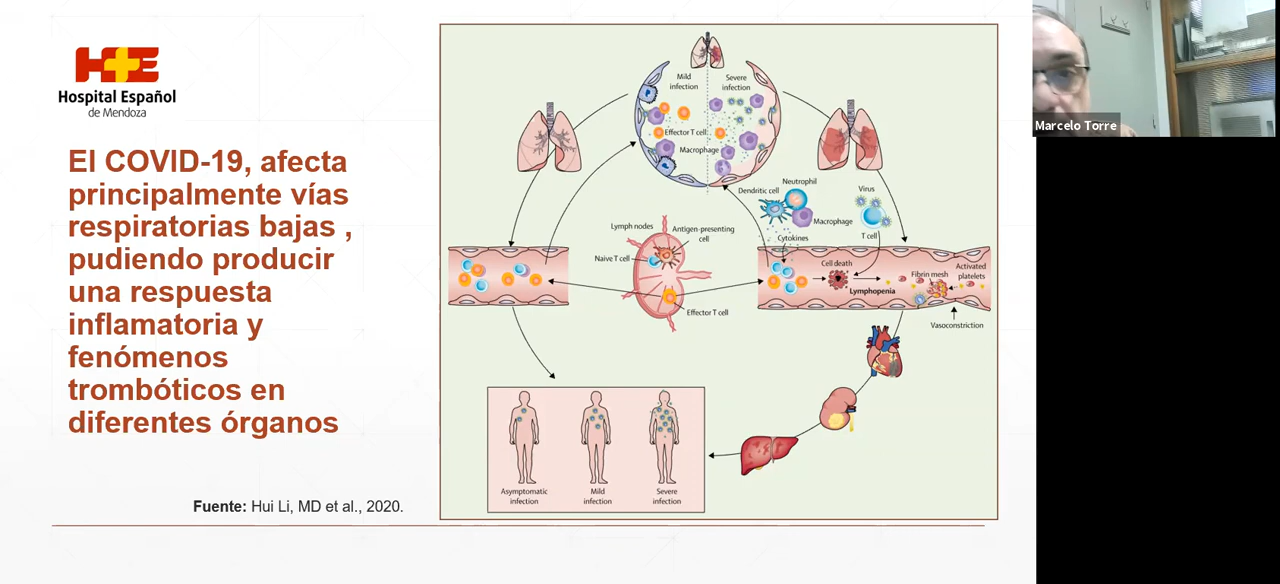 HE
Hospital Español
de Mendoza
El COVID-19, afecta
principalmente vías
respiratorias bajas ,
pudiendo producir
una respuesta
inflamatoria y
fenómenos
trombóticos en
diferentes órganos
Fuente: Hui Li, MD et al., 2020.
Mild
infection
Severe
infection
Effector T cell
Macrophage
Dendritic cell
Neutrophil
Macrophage
Cytokines
Virus
T cell
Lymph nodes
Antigen-presenting
cell
Naive T cell
Effector T cell
Cell death
Lymphopenia
Fibrin mesh
Activated
platelets
Vasoconstriction
Asymptomatic
infection
Mild
infection
Severe
infection
Marcelo Torre